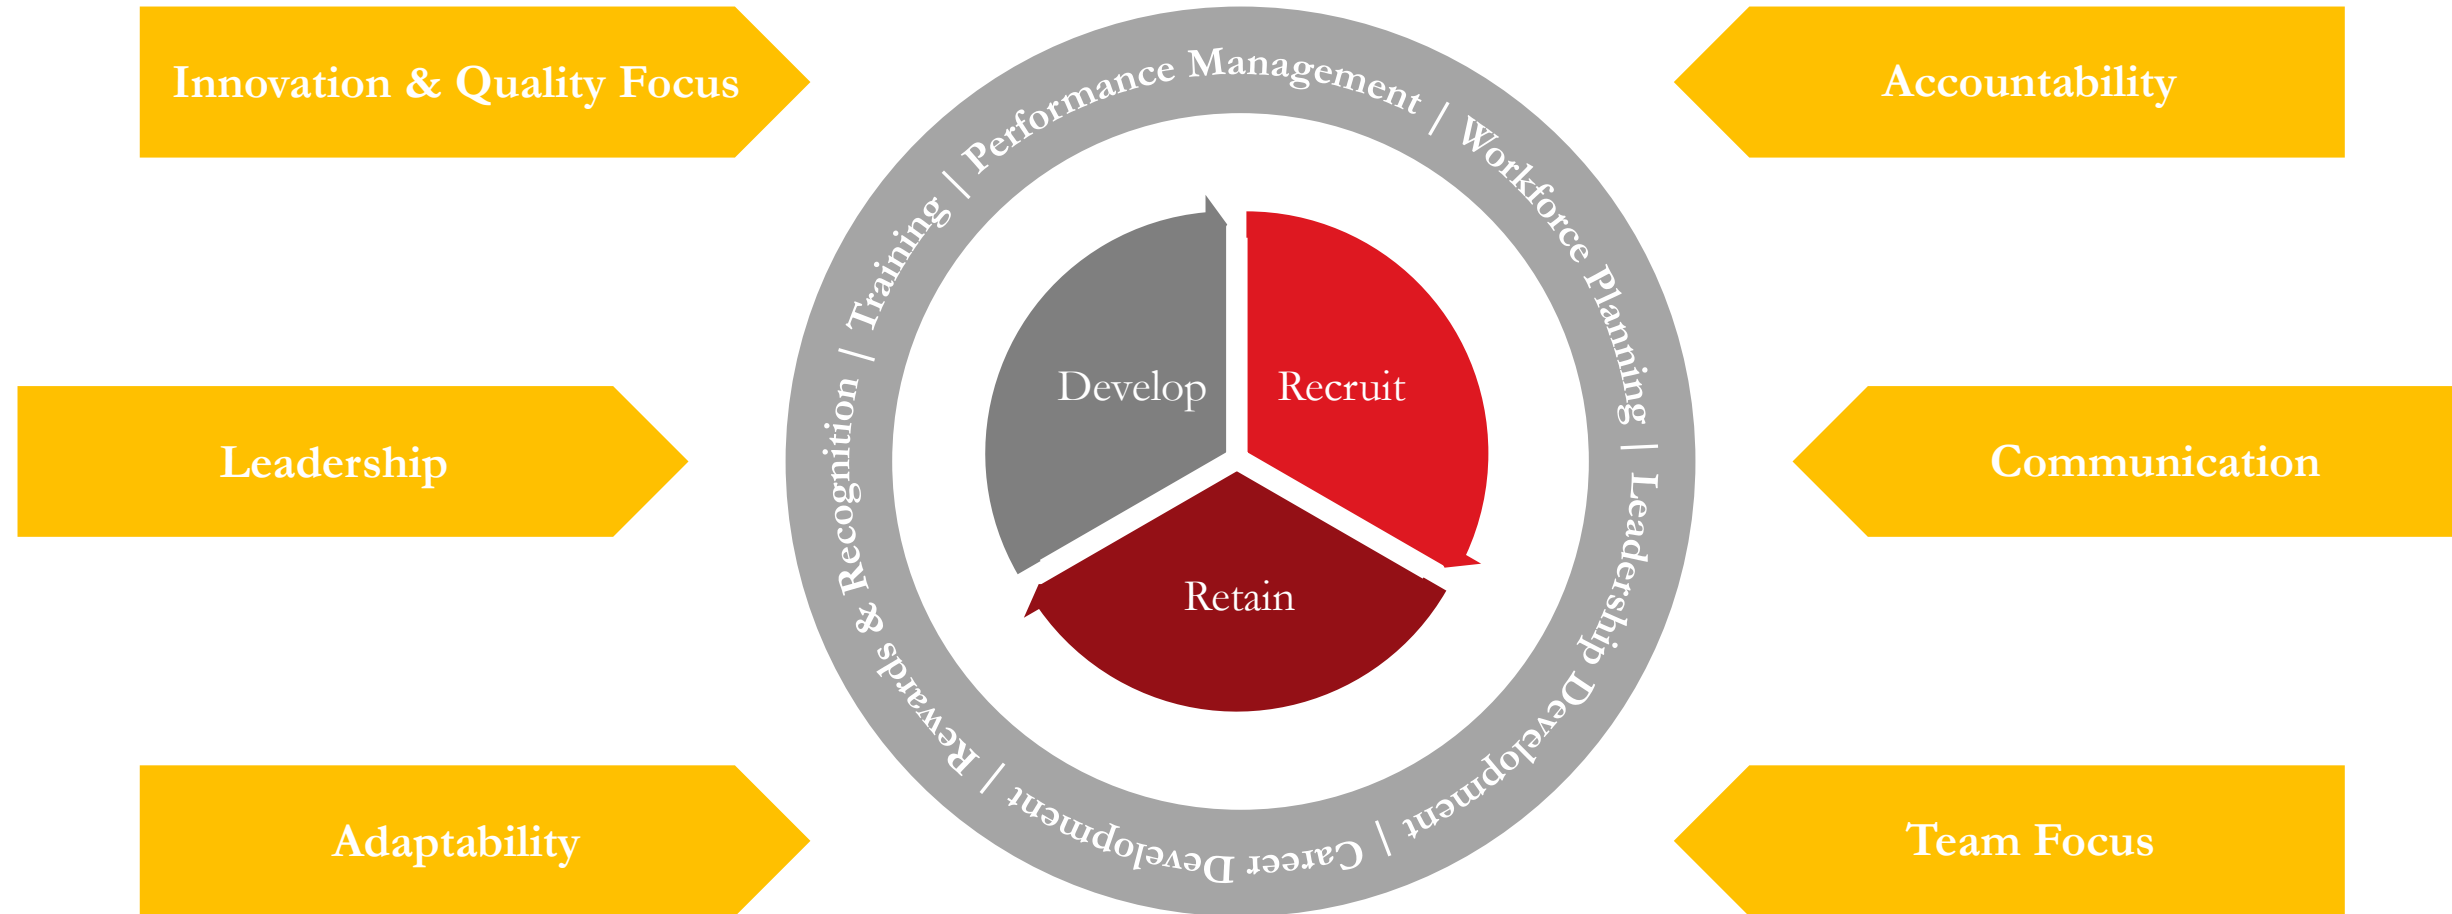 Innovation & Quality Focus
Accountability
Leadership
Communication
Adaptability
Team Focus
Performance Management | Workforce Planning | Leadership Development | Career Development | Rewards & Recognition | Training |
Develop
Recruit
Retain